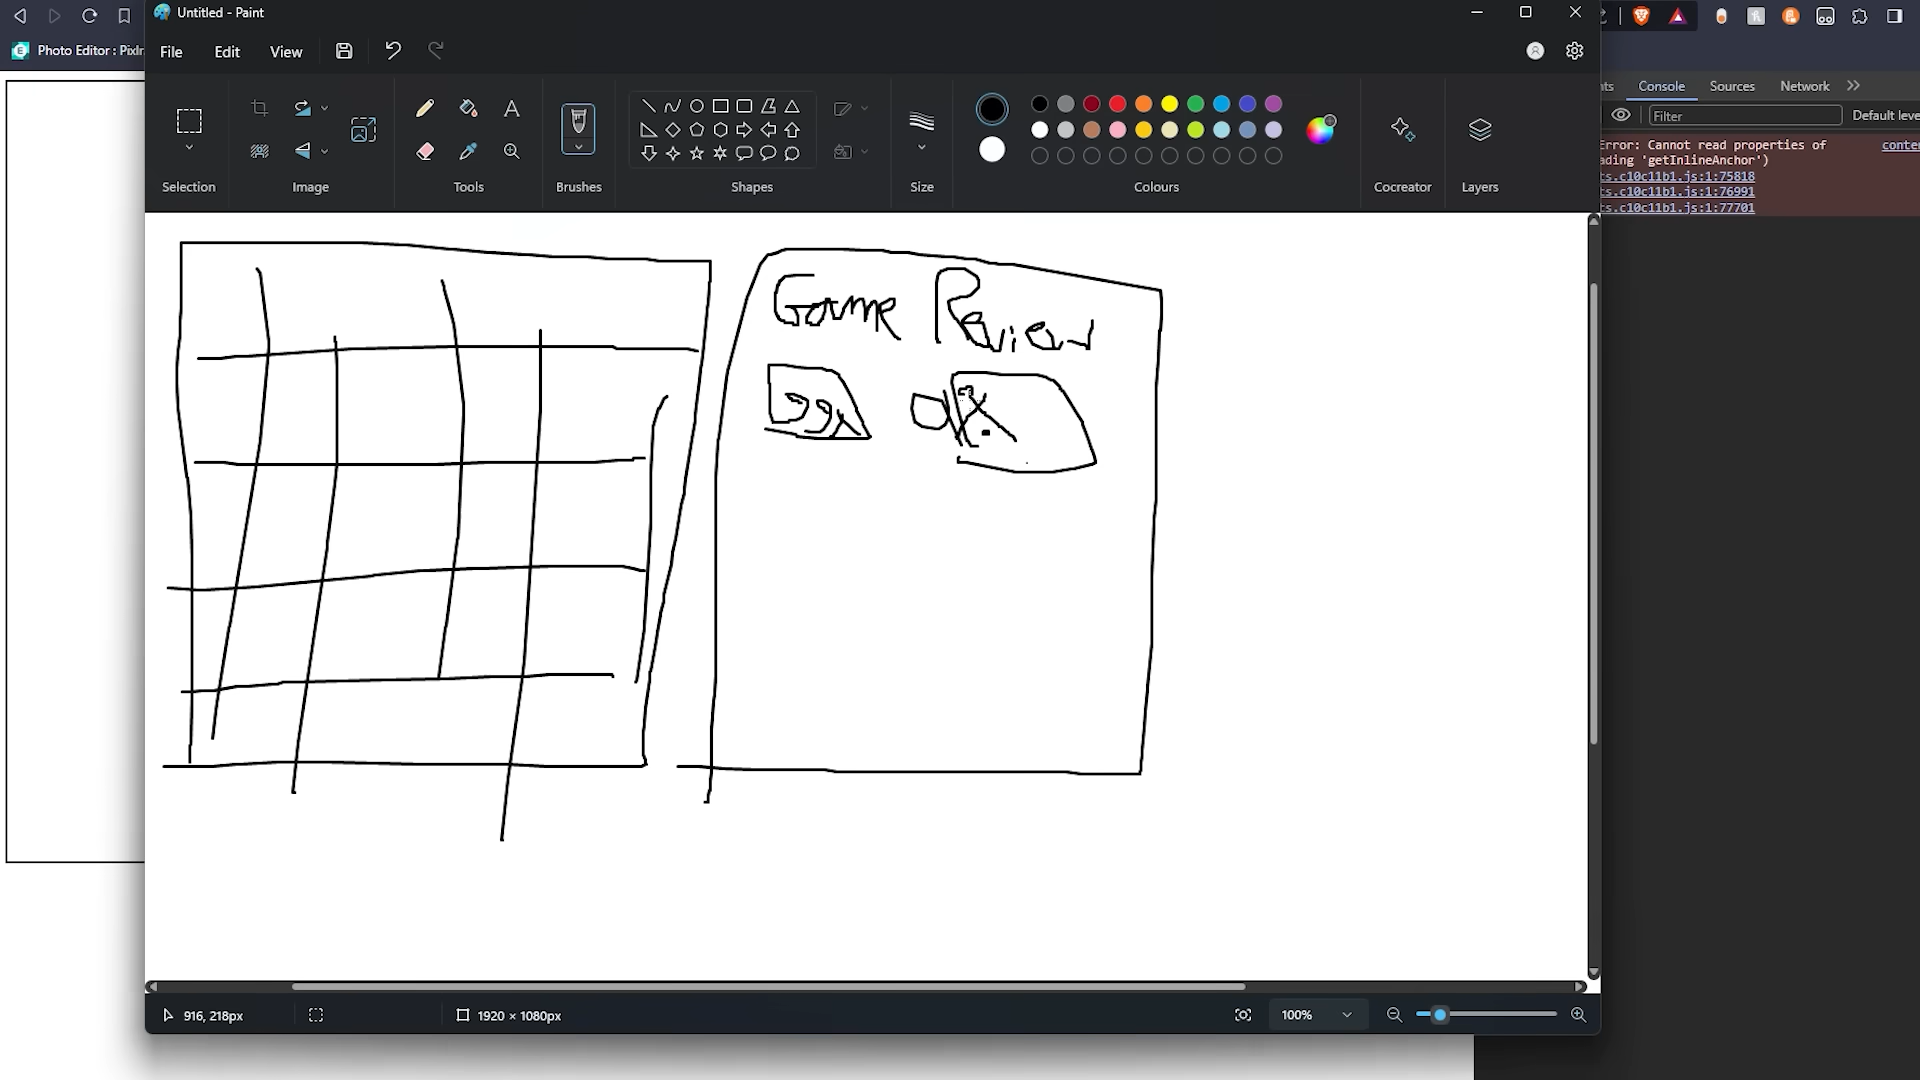 Untitled - Paint
Photo Editor : Pixlr
File Edit View
Selection Image Tools Brushes Shapes Size Colours Cocreator Layers
Console Sources Network
Filter
Default leve
Error: Cannot read properties of
conte
ading 'getInlineAnchor')
ts.c10c11b1.js:1:75818
ts.c10c11b1.js:1:76991
ts.c10c11b1.js:1:77701
Game Review
99%
916, 218px
1920 × 1080px
100%